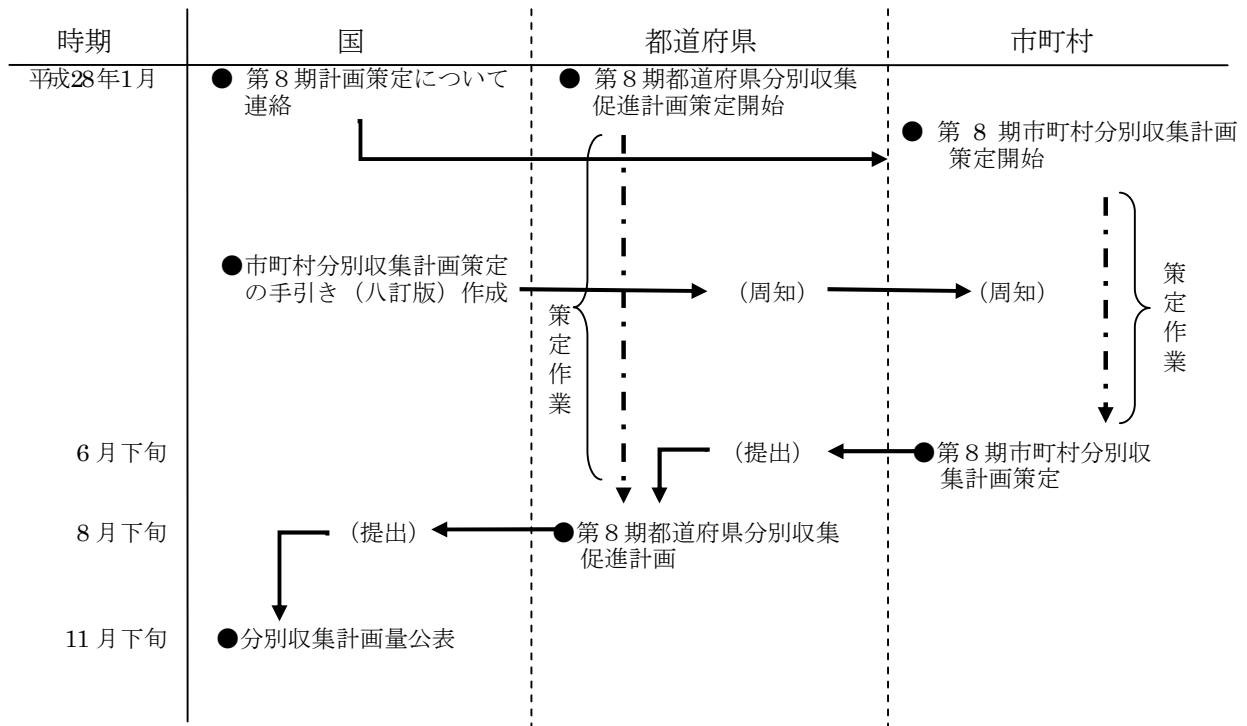 時期 国 都道府県 市町村
平成28年1月
● 第8期計画策定について
連絡
● 第8期都道府県分別収集
促進計画策定開始
● 第 8 期市町村分別収集計画
策定開始
●市町村分別収集計画策定
の手引き（八訂版）作成
（周知）
（周知）
策定作業
策定作業
6月下旬
（提出）
●第8期市町村分別収
集計画策定
8月下旬
（提出）
●第8期都道府県分別収集
促進計画
11月下旬
●分別収集計画量公表